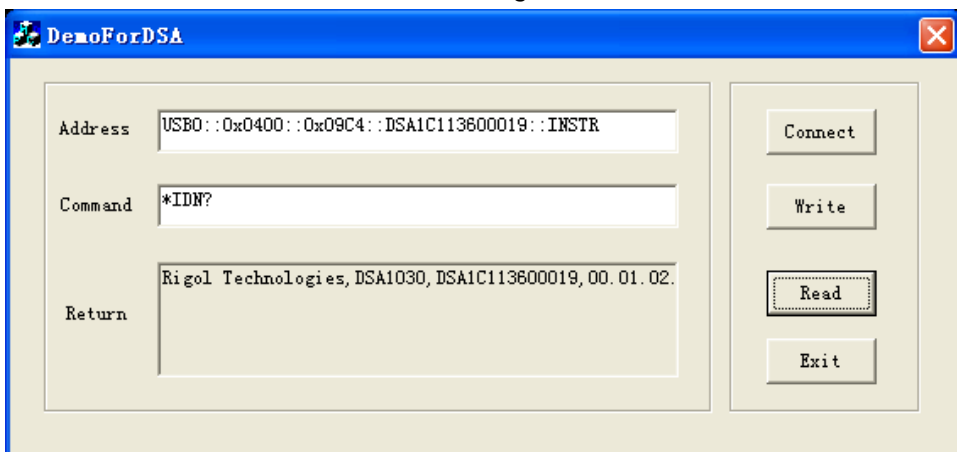 DemoForDSA
Address
USB0::0x0400::0x09C4::DSA1C113600019::INSTR
Connect
Command
*IDN?
Write
Return
Rigol Technologies,DSA1030,DSA1C113600019,00.01.02.
Read
Exit